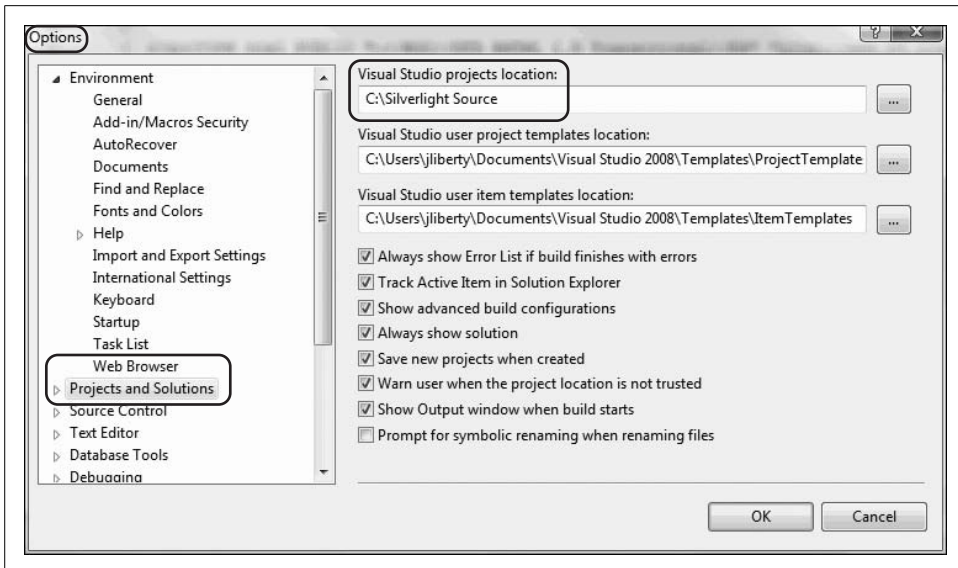 Options
Environment
General
Add-in/Macros Security
AutoRecover
Documents
Find and Replace
Fonts and Colors
Help
Import and Export Settings
International Settings
Keyboard
Startup
Task List
Web Browser
Projects and Solutions
Source Control
Text Editor
Database Tools
Debugging
Visual Studio projects location:
C:\Silverlight Source
...
Visual Studio user project templates location:
C:\Users\jliberty\Documents\Visual Studio 2008\Templates\ProjectTemplate
...
Visual Studio user item templates location:
C:\Users\jliberty\Documents\Visual Studio 2008\Templates\ItemTemplates
...
Always show Error List if build finishes with errors
Track Active Item in Solution Explorer
Show advanced build configurations
Always show solution
Save new projects when created
Warn user when the project location is not trusted
Show Output window when build starts
Prompt for symbolic renaming when renaming files
OK
Cancel